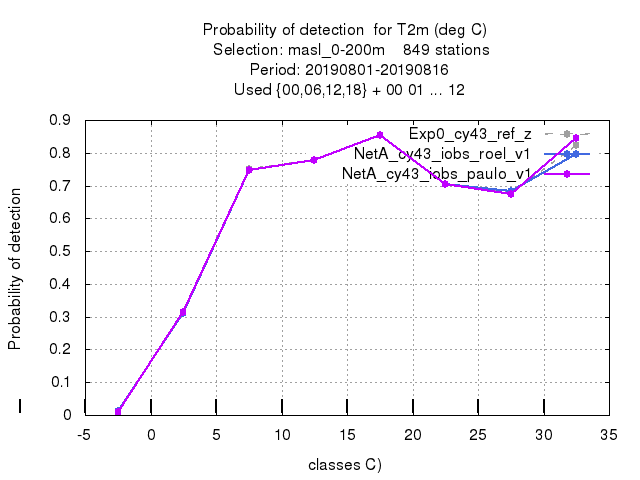 Probability of detection  for T2m (deg C)
Selection: masl_0-200m    849 stations
Period: 20190801-20190816
Used {00,06,12,18} + 00 01 ... 12
Exp0_cy43_ref_z
NetA_cy43_iobs_roel_v1
NetA_cy43_iobs_paulo_v1
Probability of detection
0.9
0.8
0.7
0.6
0.5
0.4
0.3
0.2
0.1
0
-5 0 5 10 15 20 25 30 35
classes C)